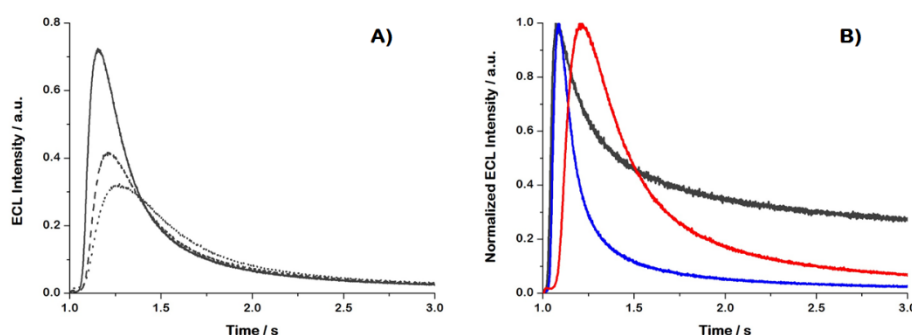 A)
ECL Intensity / a.u.
0.8
0.6
0.4
0.2
0.0
1.0 1.5 2.0 2.5 3.0
Time / s
B)
Normalized ECL Intensity / a.u.
1.0
0.8
0.6
0.4
0.2
0.0
1.0 1.5 2.0 2.5 3.0
Time / s